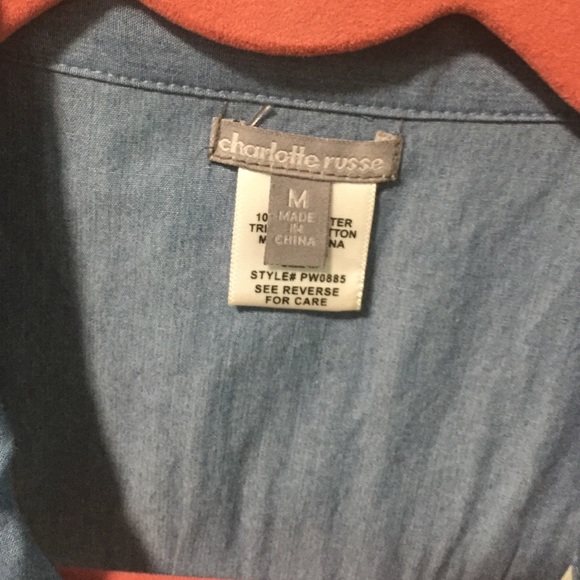 charlotte russe
M
MADE
IN
CHINA
STYLE# PW0885
SEE REVERSE
FOR CARE